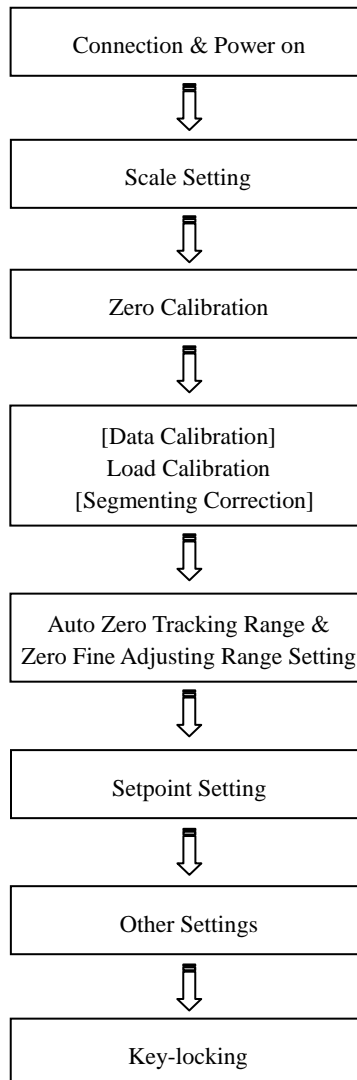 Connection & Power on
Scale Setting
Zero Calibration
[Data Calibration]
Load Calibration
[Segmenting Correction]
Auto Zero Tracking Range &
Zero Fine Adjusting Range Setting
Setpoint Setting
Other Settings
Key-locking